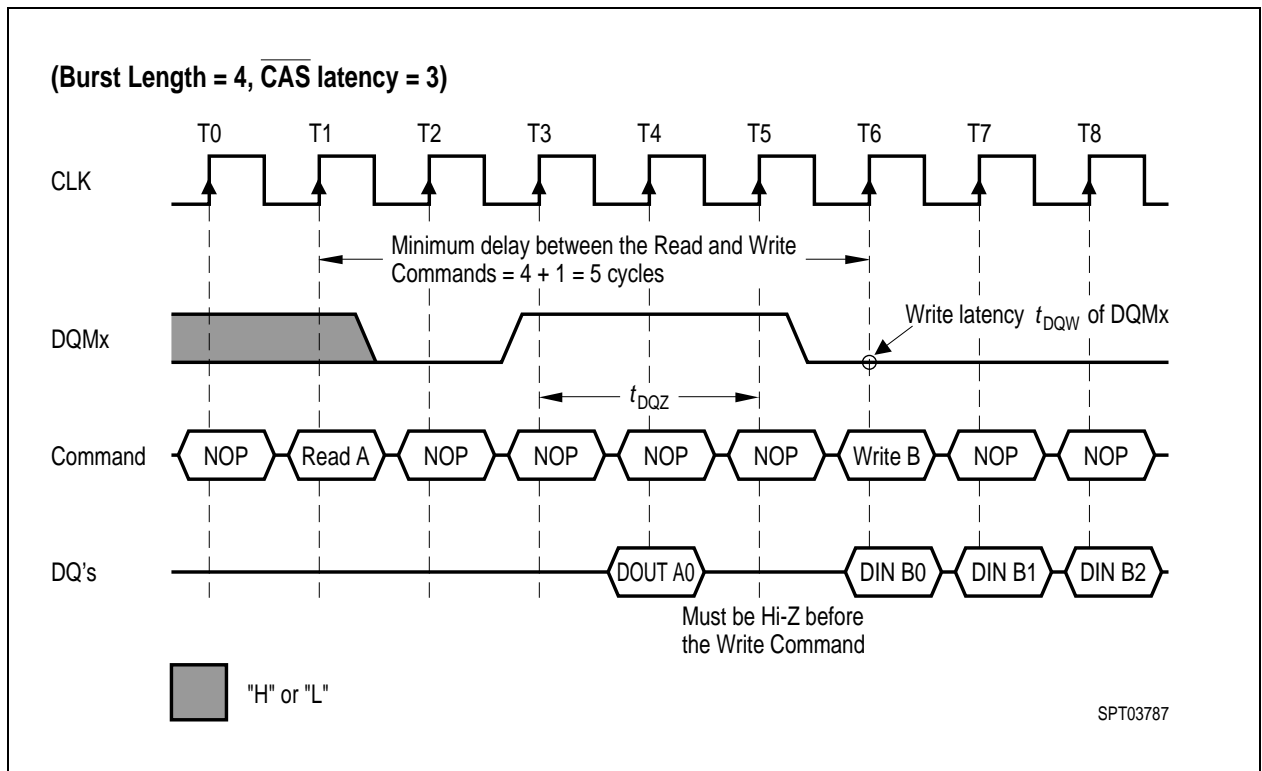 (Burst Length = 4, CAS latency = 3)
T0 T1 T2 T3 T4 T5 T6 T7 T8
CLK
Minimum delay between the Read and Write
Commands = 4 + 1 = 5 cycles
Write latency tDQW of DQMx
DQMx
tDQZ
Command NOP Read A NOP NOP NOP NOP Write B NOP NOP
DQ's DOUT A0 DIN B0 DIN B1 DIN B2
Must be Hi-Z before
the Write Command
"H" or "L"
SPT03787